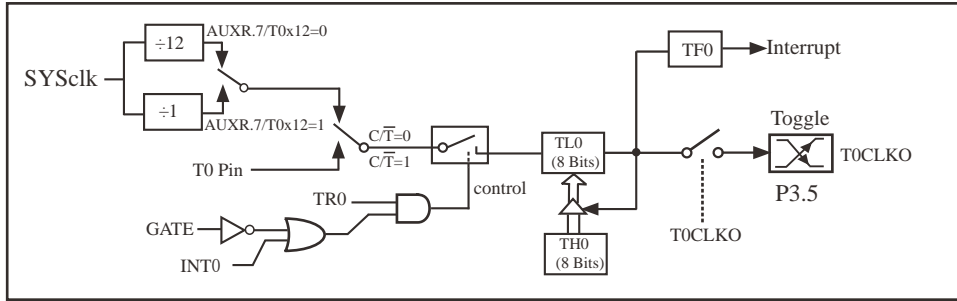 ÷12
AUXR.7/T0x12=0
SYSclk
÷1
AUXR.7/T0x12=1
C/T̅=0
C/T̅=1
T0 Pin
TR0
control
GATE
INT0
TL0
(8 Bits)
TH0
(8 Bits)
TF0
Interrupt
Toggle
T0CLKO
P3.5
T0CLKO